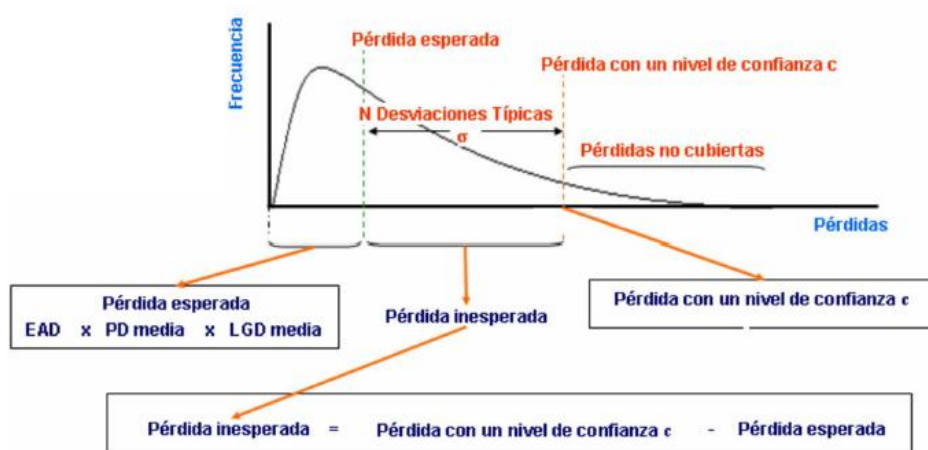 Frecuencia
Pérdida esperada
Pérdida con un nivel de confianza c
N Desviaciones Típicas
σ
Pérdidas no cubiertas
Pérdidas
Pérdida esperada
EAD x PD media x LGD media
Pérdida inesperada
Pérdida con un nivel de confianza c
Pérdida inesperada = Pérdida con un nivel de confianza c - Pérdida esperada